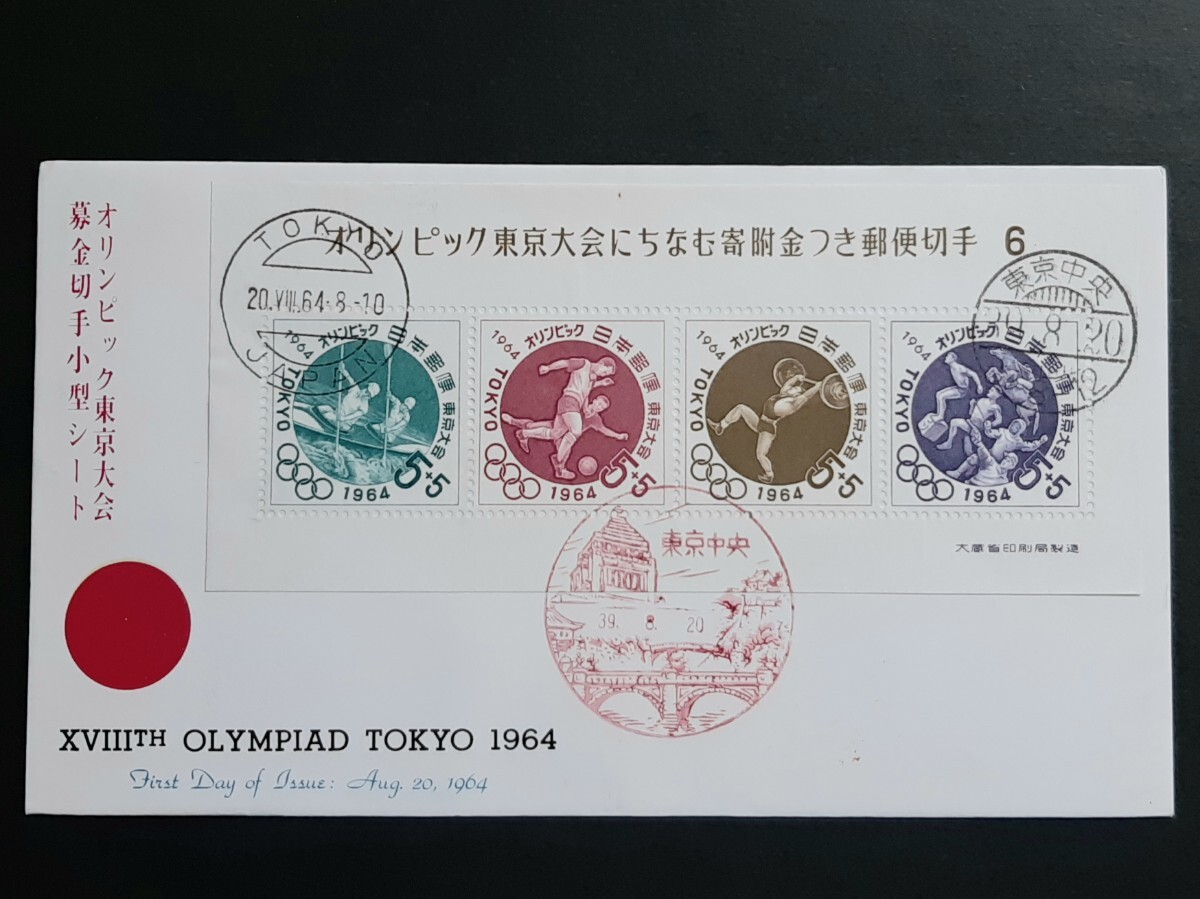 オリンピック東京大会
募金切手小型シート
オリンピック東京大会にちなむ寄附金つき郵便切手 6
TOKYO
20.VIII.64.8-10
JAPAN
東京中央
8.20
1964
オリンピック
日本郵便
TOKYO
東京大会
1964
5+5
1964
オリンピック
日本郵便
TOKYO
東京大会
1964
5+5
1964
オリンピック
日本郵便
TOKYO
東京大会
1964
5+5
1964
オリンピック
日本郵便
TOKYO
東京大会
1964
5+5
大蔵省印刷局製造
東京中央
39. 8. 20
XVIIITH OLYMPIAD TOKYO 1964
First Day of Issue: Aug. 20, 1964